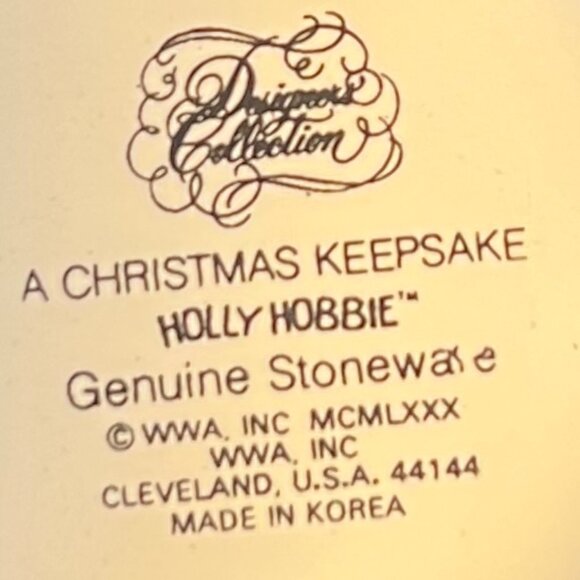 Designers'
Collection
A CHRISTMAS KEEPSAKE
HOLLY HOBBIE™
Genuine Stoneware
© WWA, INC MCMLXXX
WWA, INC
CLEVELAND, U.S.A. 44144
MADE IN KOREA